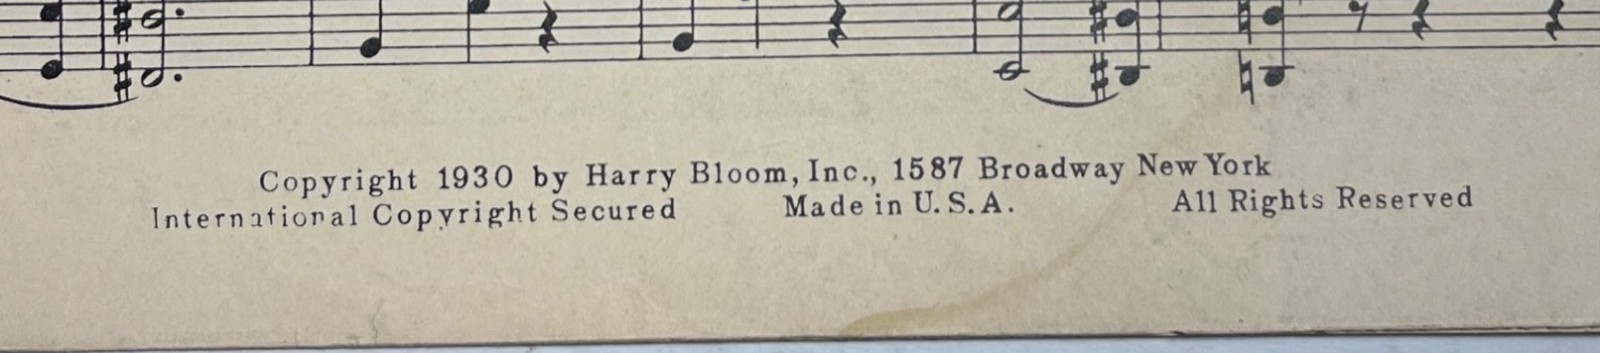 Copyright 1930 by Harry Bloom, Inc., 1587 Broadway New York
International Copyright Secured Made in U. S. A. All Rights Reserved